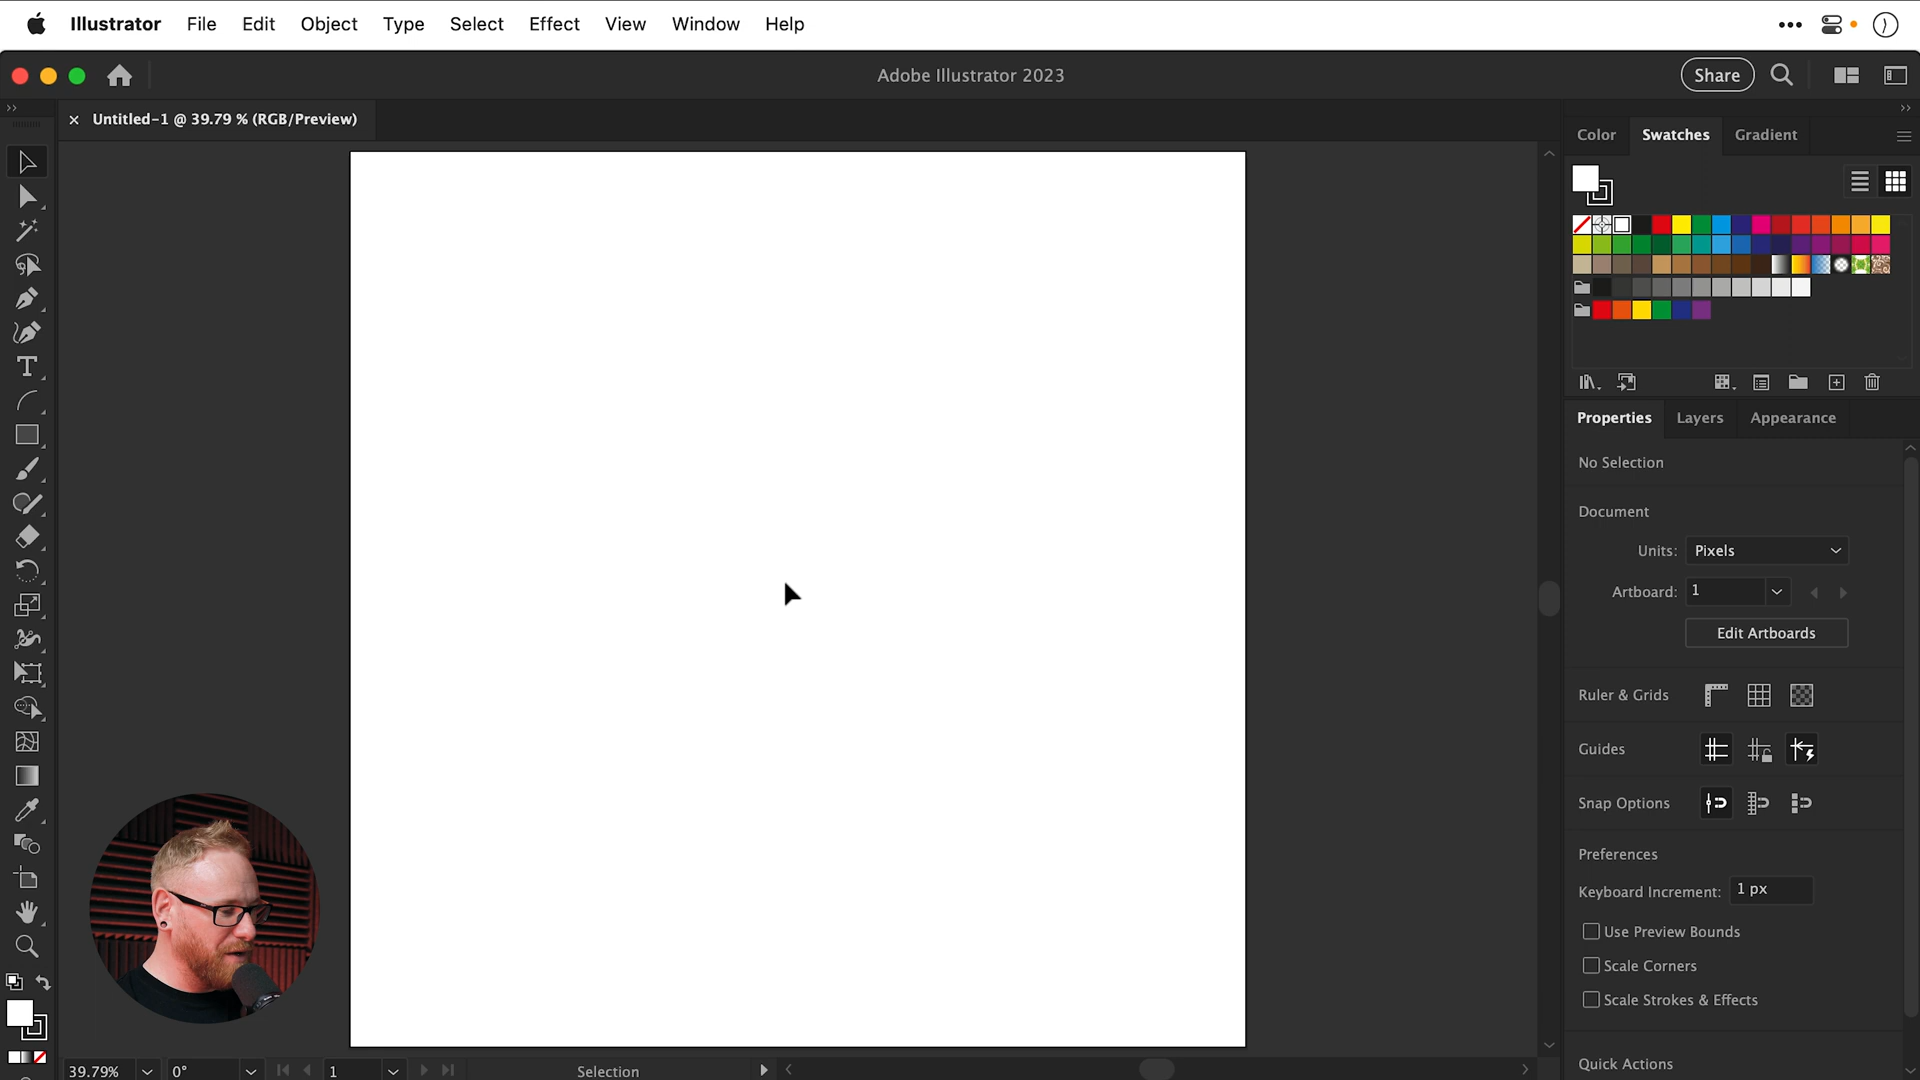 Illustrator File Edit Object Type Select Effect View Window Help
Adobe Illustrator 2023
Share
Untitled-1 @ 39.79 % (RGB/Preview)
Color Swatches Gradient
Properties Layers Appearance
No Selection
Document
Units: Pixels
Artboard: 1
Edit Artboards
Ruler & Grids
Guides
Snap Options
Preferences
Keyboard Increment: 1 px
Use Preview Bounds
Scale Corners
Scale Strokes & Effects
Quick Actions
39.79% 0° 1 Selection